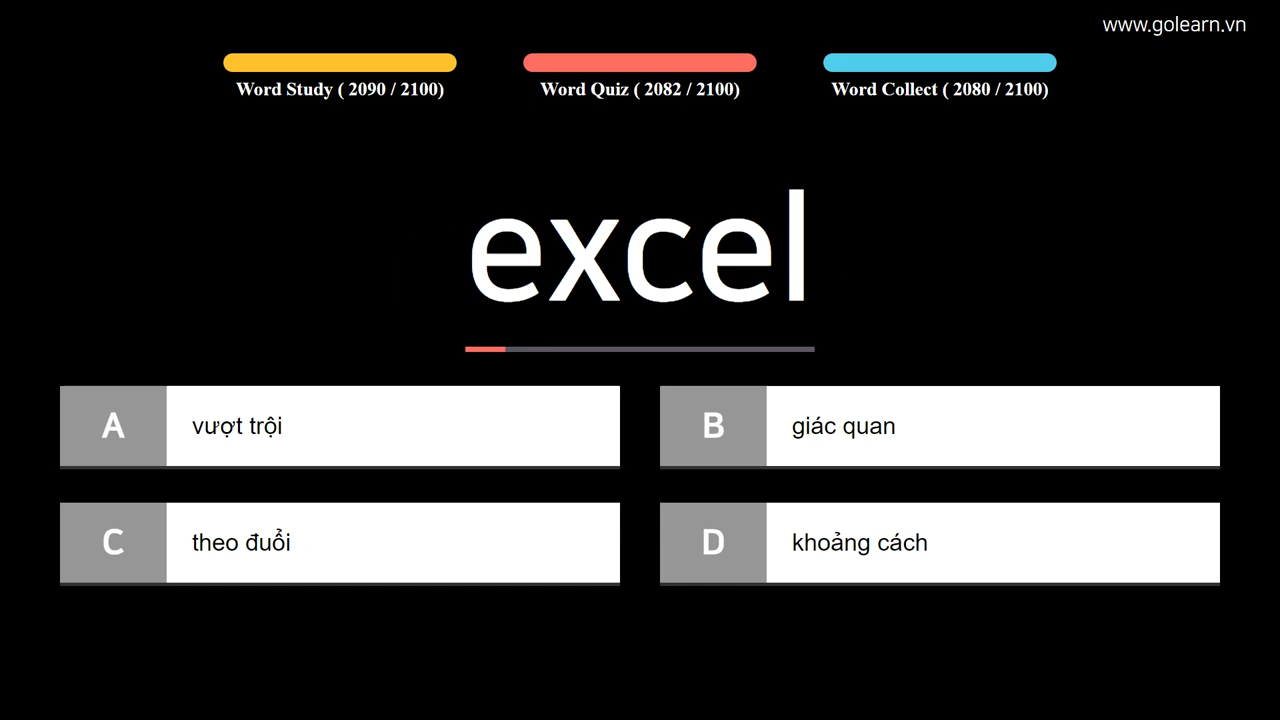 www.golearn.vn
Word Study ( 2090 / 2100)
Word Quiz ( 2082 / 2100)
Word Collect ( 2080 / 2100)
excel
A vượt trội
B giác quan
C theo đuổi
D khoảng cách